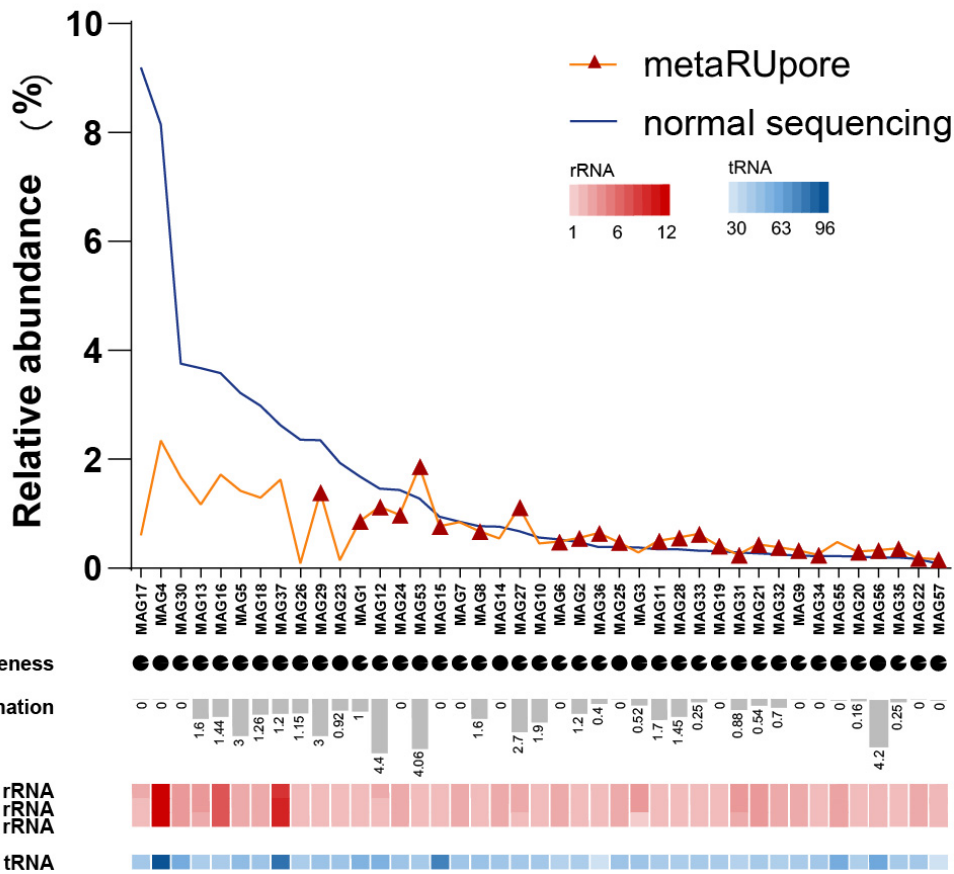 10
8
6
4
2
0
Relative abundance (%)
metaRUpore
normal sequencing
rRNA
1 6 12
tRNA
30 63 96
MAG17
MAG4
MAG30
MAG13
MAG16
MAG5
MAG18
MAG37
MAG26
MAG29
MAG23
MAG1
MAG12
MAG24
MAG53
MAG15
MAG7
MAG8
MAG14
MAG27
MAG10
MAG6
MAG2
MAG36
MAG25
MAG3
MAG11
MAG28
MAG33
MAG19
MAG31
MAG21
MAG32
MAG9
MAG34
MAG55
MAG20
MAG56
MAG35
MAG22
MAG57
eness
nation
0 0 0 1.6 1.44 3 1.26 1.2 1.15 3 0.92 1 4.4 0 4.06 0 0 1.6 0 2.7 1.9 0 1.2 0.4 0 0.52 1.7 1.45 0.25 0 0.88 0.54 0.7 0 0 0 0.16 4.2 0.25 0 0
rRNA
rRNA
rRNA
tRNA